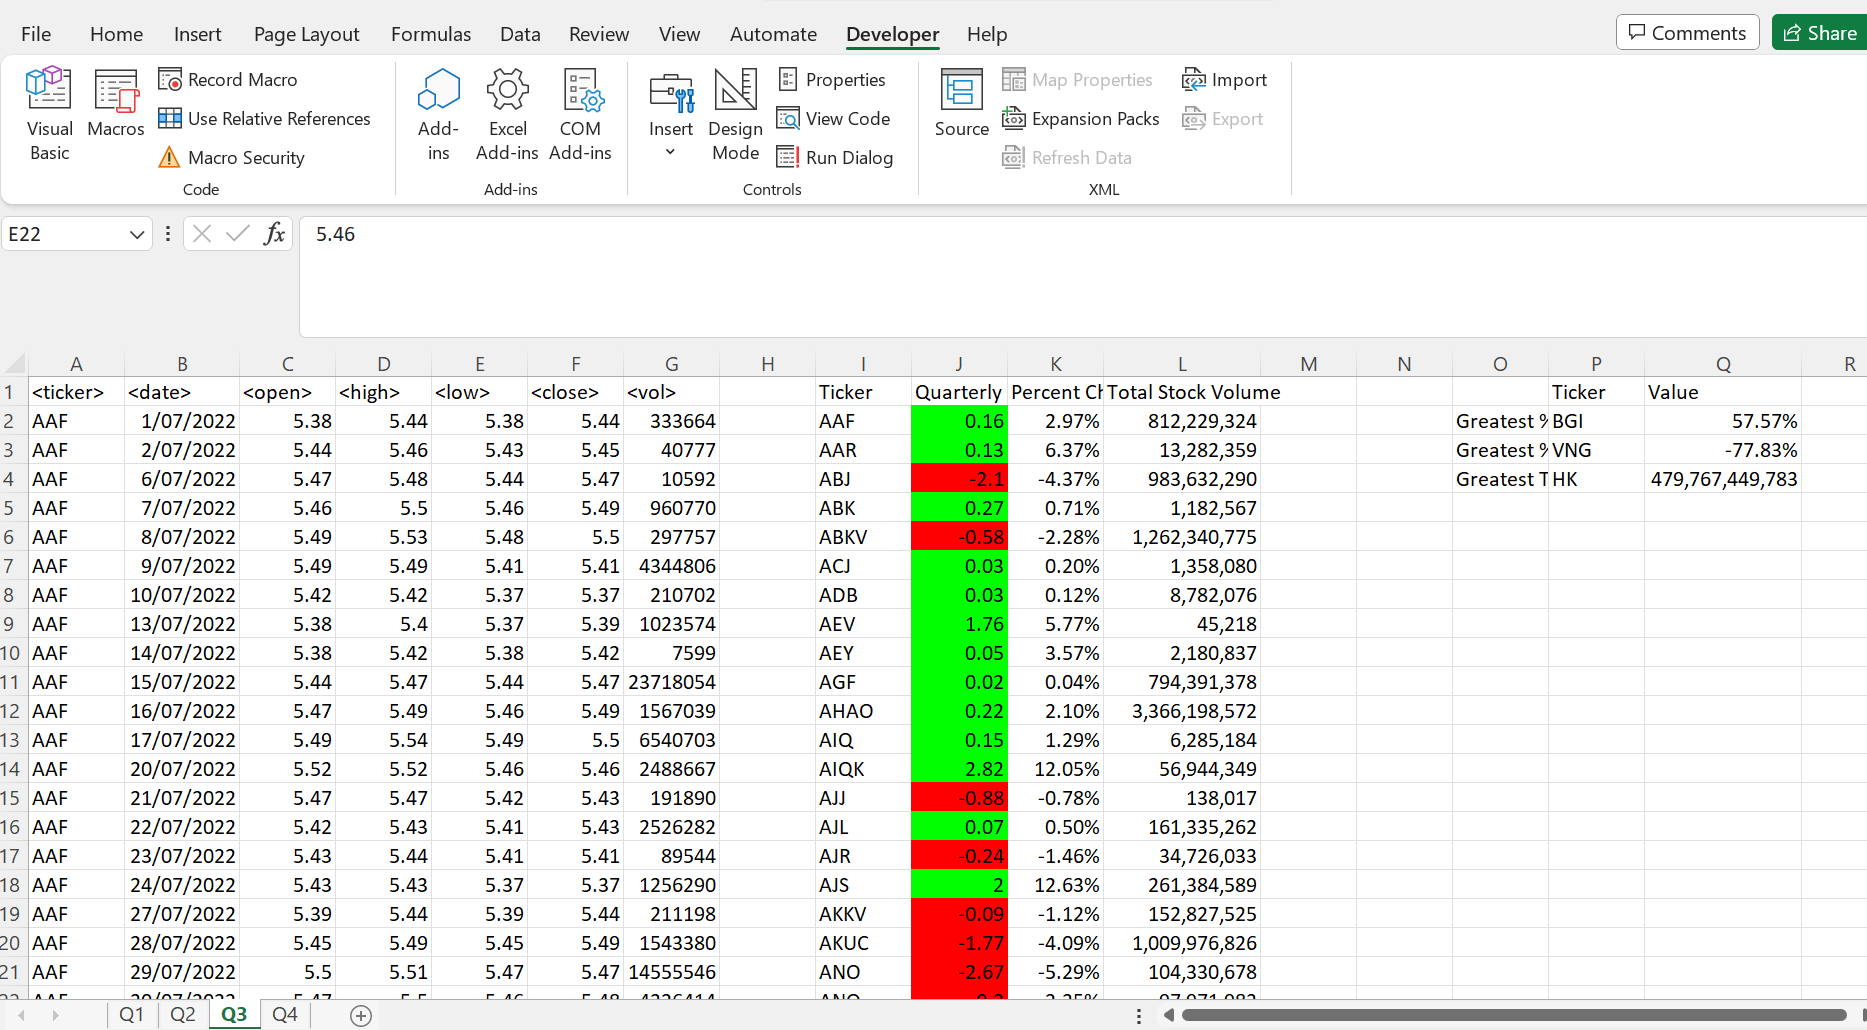 File Home Insert Page Layout Formulas Data Review View Automate Developer Help Comments Share
Visual Basic
Macros
Record Macro
Use Relative References
Macro Security
Code
Add-ins
Excel Add-ins
COM Add-ins
Add-ins
Insert
Design Mode
Properties
View Code
Run Dialog
Controls
Source
Map Properties
Expansion Packs
Refresh Data
Import
Export
XML
E22 fx 5.46
A B C D E F G H I J K L M N O P Q R
1 <ticker> <date> <open> <high> <low> <close> <vol> Ticker Quarterly Percent Ch Total Stock Volume Ticker Value
2 AAF 1/07/2022 5.38 5.44 5.38 5.44 333664 AAF 0.16 2.97% 812,229,324 Greatest % BGI 57.57%
3 AAF 2/07/2022 5.44 5.46 5.43 5.45 40777 AAR 0.13 6.37% 13,282,359 Greatest % VNG -77.83%
4 AAF 6/07/2022 5.47 5.48 5.44 5.47 10592 ABJ -2.1 -4.37% 983,632,290 Greatest T HK 479,767,449,783
5 AAF 7/07/2022 5.46 5.5 5.46 5.49 960770 ABK 0.27 0.71% 1,182,567
6 AAF 8/07/2022 5.49 5.53 5.48 5.5 297757 ABKV -0.58 -2.28% 1,262,340,775
7 AAF 9/07/2022 5.49 5.49 5.41 5.41 4344806 ACJ 0.03 0.20% 1,358,080
8 AAF 10/07/2022 5.42 5.42 5.37 5.37 210702 ADB 0.03 0.12% 8,782,076
9 AAF 13/07/2022 5.38 5.4 5.37 5.39 1023574 AEV 1.76 5.77% 45,218
10 AAF 14/07/2022 5.38 5.42 5.38 5.42 7599 AEY 0.05 3.57% 2,180,837
11 AAF 15/07/2022 5.44 5.47 5.44 5.47 23718054 AGF 0.02 0.04% 794,391,378
12 AAF 16/07/2022 5.47 5.49 5.46 5.49 1567039 AHAO 0.22 2.10% 3,366,198,572
13 AAF 17/07/2022 5.49 5.54 5.49 5.5 6540703 AIQ 0.15 1.29% 6,285,184
14 AAF 20/07/2022 5.52 5.52 5.46 5.46 2488667 AIQK 2.82 12.05% 56,944,349
15 AAF 21/07/2022 5.47 5.47 5.42 5.43 191890 AJJ -0.88 -0.78% 138,017
16 AAF 22/07/2022 5.42 5.43 5.41 5.43 2526282 AJL 0.07 0.50% 161,335,262
17 AAF 23/07/2022 5.43 5.44 5.41 5.41 89544 AJR -0.24 -1.46% 34,726,033
18 AAF 24/07/2022 5.43 5.43 5.37 5.37 1256290 AJS 2 12.63% 261,384,589
19 AAF 27/07/2022 5.39 5.44 5.39 5.44 211198 AKKV -0.09 -1.12% 152,827,525
20 AAF 28/07/2022 5.45 5.49 5.45 5.49 1543380 AKUC -1.77 -4.09% 1,009,976,826
21 AAF 29/07/2022 5.5 5.51 5.47 5.47 14555546 ANO -2.67 -5.29% 104,330,678
Q1 Q2 Q3 Q4